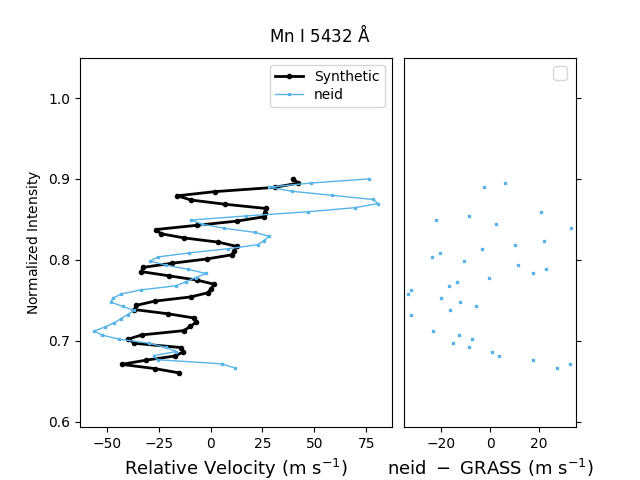 Mn I 5432 Å
Synthetic
neid
1.0
0.9
0.8
0.7
0.6
Normalized Intensity
−50
−25
0
25
50
75
−20
0
20
Relative Velocity (m s⁻¹)
neid − GRASS (m s⁻¹)